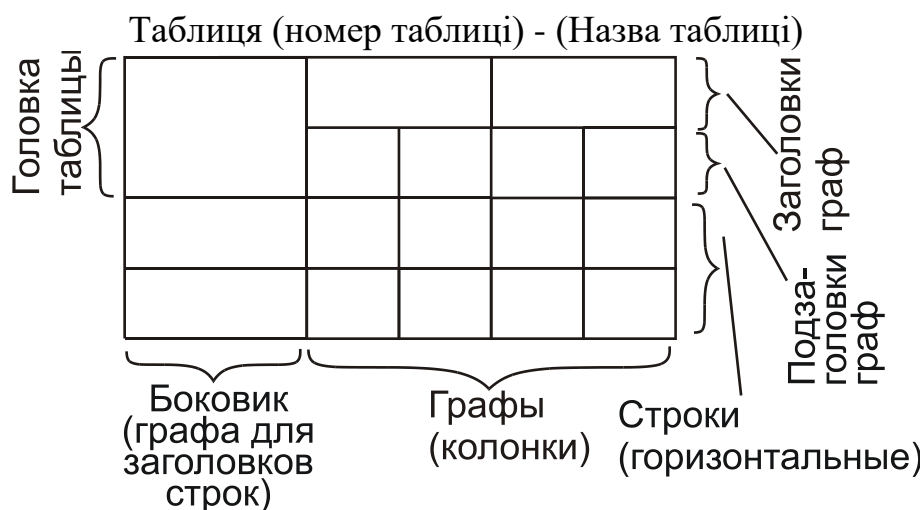 Таблиця (номер таблиці) - (Назва таблиці)
Головка
таблицы
Заголовки
граф
Подза-
головки
граф
Боковик
(графа для
заголовков
строк)
Графы
(колонки)
Строки
(горизонтальные)